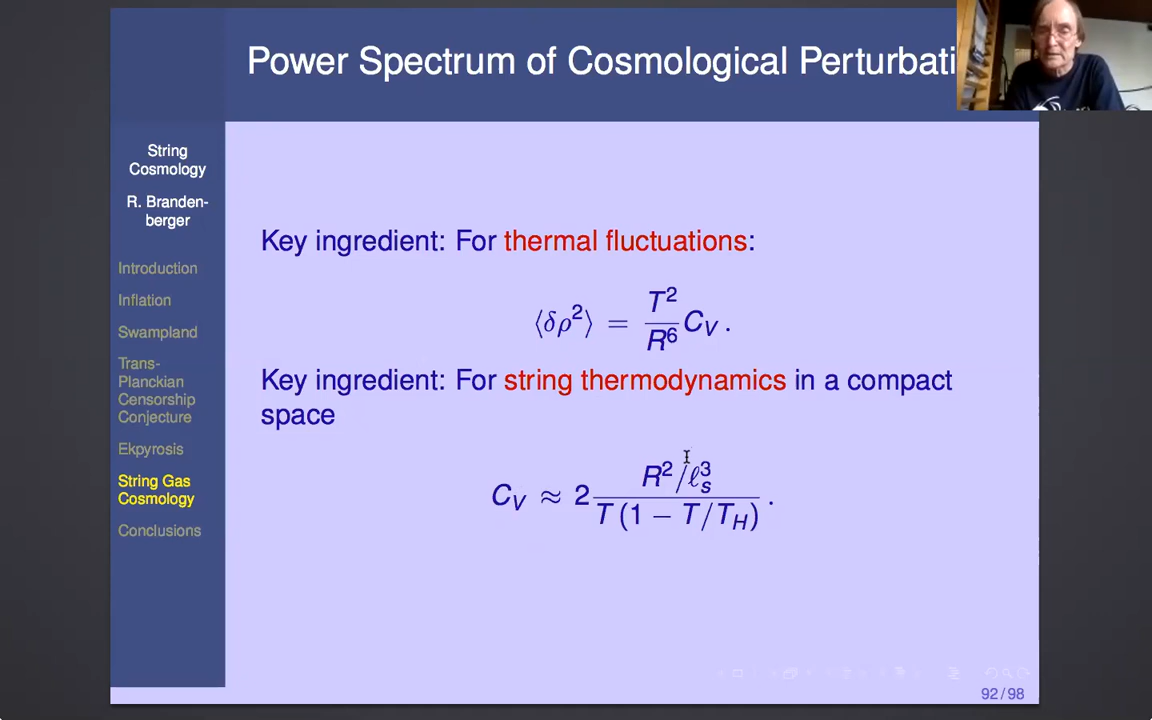 Power Spectrum of Cosmological Perturbati
String
Cosmology
R. Branden-
berger
Introduction
Inflation
Swampland
Trans-
Planckian
Censorship
Conjecture
Ekpyrosis
String Gas
Cosmology
Conclusions
Key ingredient: For thermal fluctuations:
⟨δρ²⟩ = T²/R⁶ C_V .
Key ingredient: For string thermodynamics in a compact
space
C_V ≈ 2 (R²/ℓ_s³)/(T (1 − T/T_H)) .
92/98